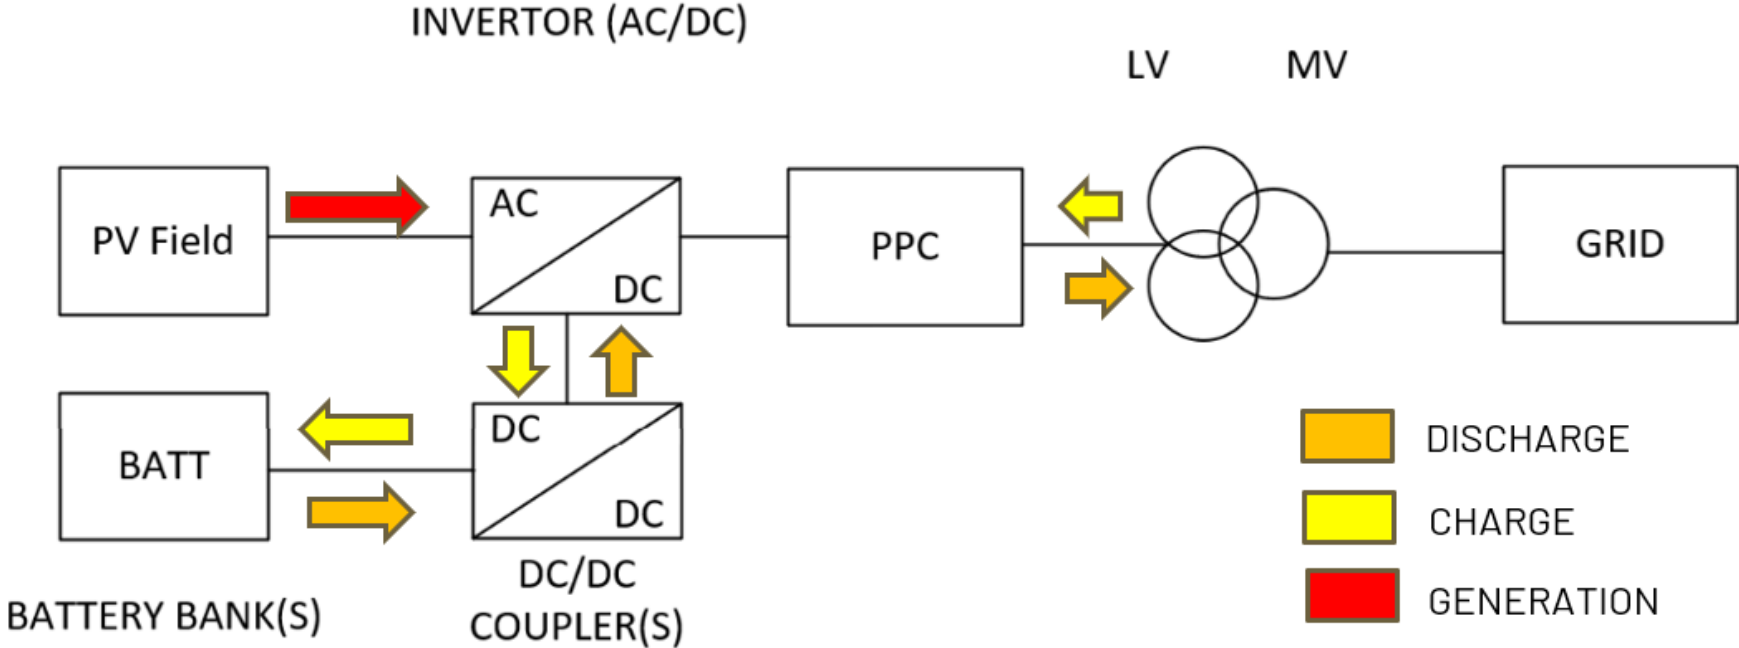 INVERTOR (AC/DC)
LV
MV
PV Field
AC
DC
PPC
GRID
BATT
DC
DC
DISCHARGE
CHARGE
GENERATION
BATTERY BANK(S)
DC/DC
COUPLER(S)